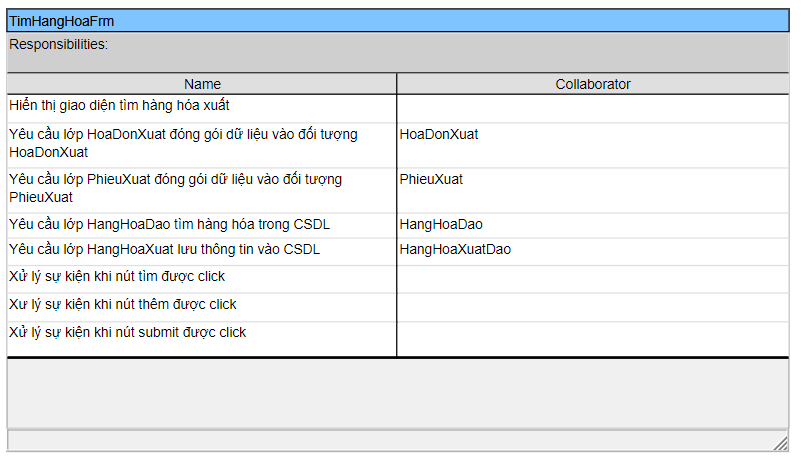 TimHangHoaFrm
Responsibilities:
Name Collaborator
Hiển thị giao diện tìm hàng hóa xuất
Yêu cầu lớp HoaDonXuat đóng gói dữ liệu vào đối tượng HoaDonXuat
HoaDonXuat
Yêu cầu lớp PhieuXuat đóng gói dữ liệu vào đối tượng PhieuXuat
PhieuXuat
Yêu cầu lớp HangHoaDao tìm hàng hóa trong CSDL HangHoaDao
Yêu cầu lớp HangHoaXuat lưu thông tin vào CSDL HangHoaXuatDao
Xử lý sự kiện khi nút tìm được click
Xư lý sự kiện khi nút thêm được click
Xử lý sự kiện khi nút submit được click